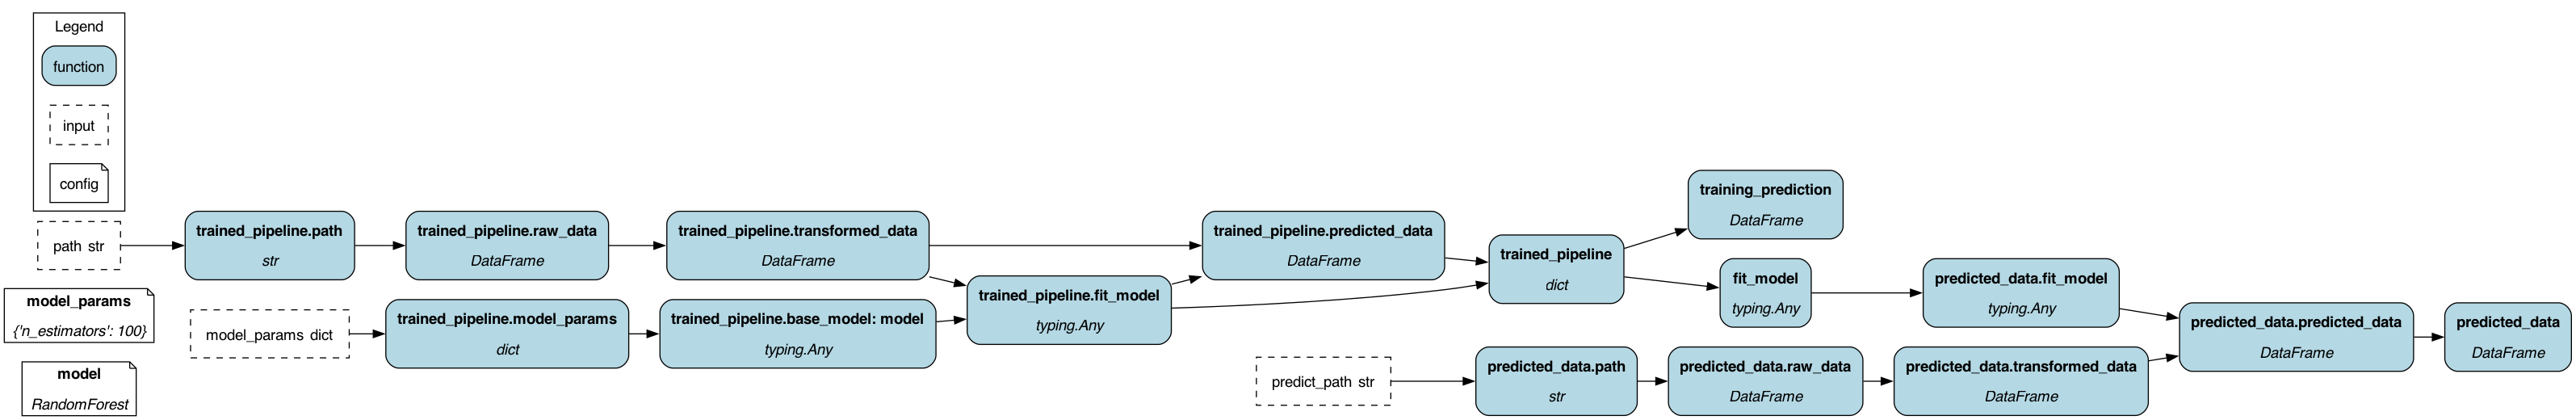 Legend
function
input
config
path str
model_params
{'n_estimators': 100}
model
RandomForest
trained_pipeline.path
str
trained_pipeline.raw_data
DataFrame
trained_pipeline.transformed_data
DataFrame
model_params dict
trained_pipeline.model_params
dict
trained_pipeline.base_model: model
typing.Any
trained_pipeline.fit_model
typing.Any
trained_pipeline.predicted_data
DataFrame
trained_pipeline
dict
training_prediction
DataFrame
fit_model
typing.Any
predicted_data.fit_model
typing.Any
predict_path str
predicted_data.path
str
predicted_data.raw_data
DataFrame
predicted_data.transformed_data
DataFrame
predicted_data.predicted_data
DataFrame
predicted_data
DataFrame